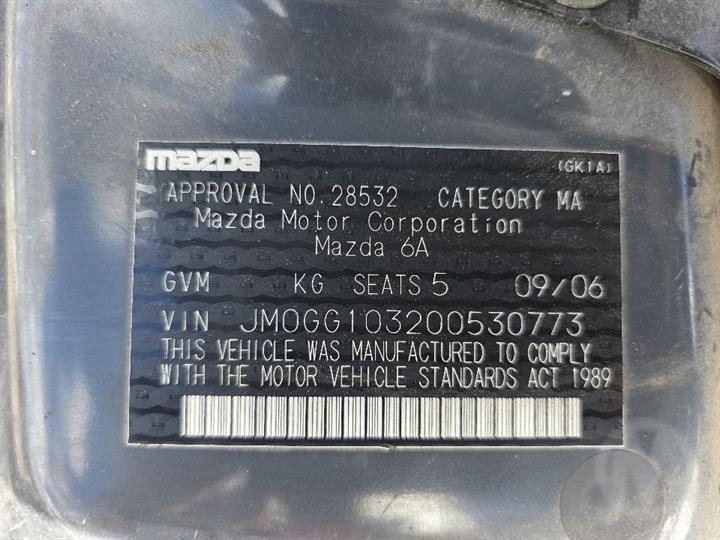 mazda
(GK1A)
APPROVAL NO. 28532 CATEGORY MA
Mazda Motor Corporation
Mazda 6A
GVM KG SEATS 5 09/06
VIN JM0GG103200530773
THIS VEHICLE WAS MANUFACTURED TO COMPLY
WITH THE MOTOR VEHICLE STANDARDS ACT 1989